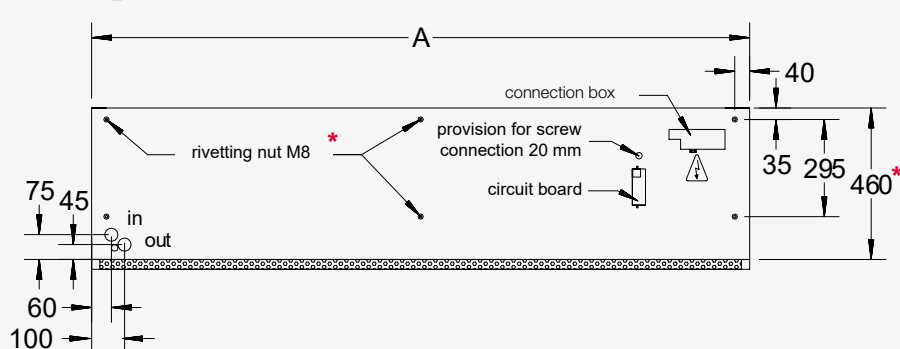 A
40
connection box
provision for screw
connection 20 mm
rivetting nut M8 *
circuit board
35
295
460*
75
45
in
out
60
100